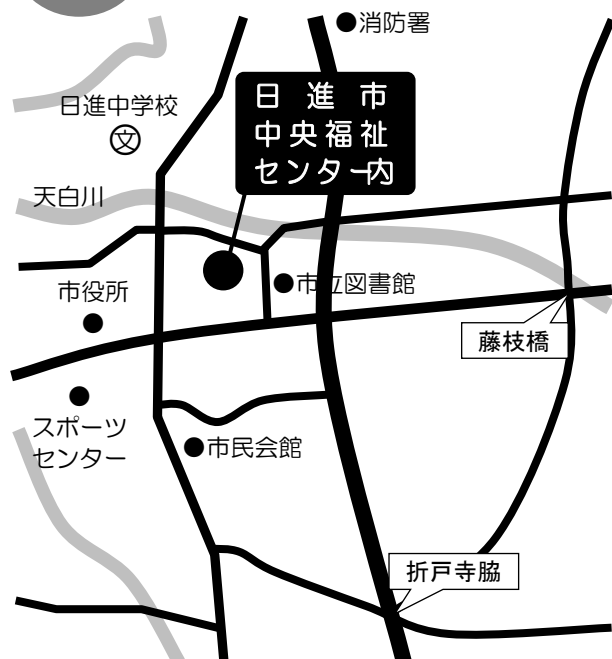 消防署
日進中学校
文
日進市
中央福祉
センター内
天白川
市立図書館
市役所
藤枝橋
スポーツ
センター
市民会館
折戸寺脇